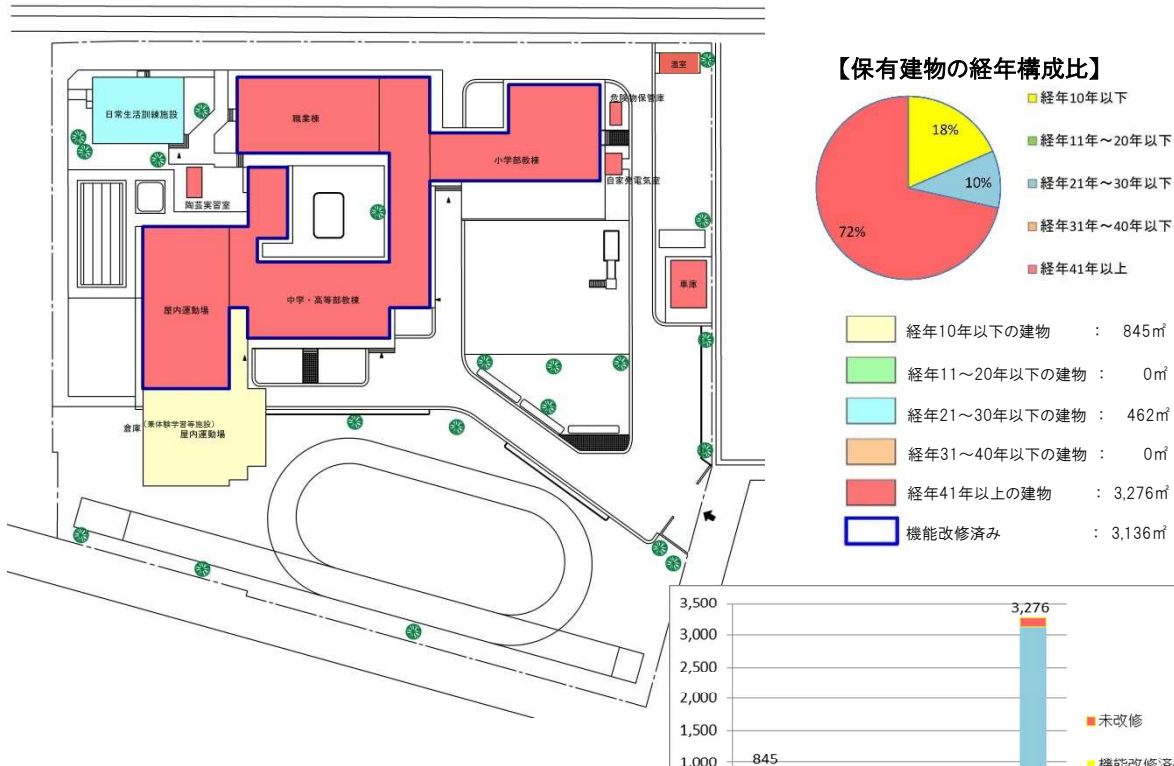 温室
危険物保管庫
日常生活訓練施設
職業棟
小学部教棟
自家発電気室
陶芸実習室
車庫
屋内運動場
中学・高等部教棟
倉庫(兼体験学習等施設)
屋内運動場
【保有建物の経年構成比】
18%
10%
72%
経年10年以下
経年11年～20年以下
経年21年～30年以下
経年31年～40年以下
経年41年以上
経年10年以下の建物 : 845㎡
経年11～20年以下の建物 : 0㎡
経年21～30年以下の建物 : 462㎡
経年31～40年以下の建物 : 0㎡
経年41年以上の建物 : 3,276㎡
機能改修済み : 3,136㎡
3,500
3,000
2,500
2,000
1,500
1,000
3,276
845
未改修
機能改修済